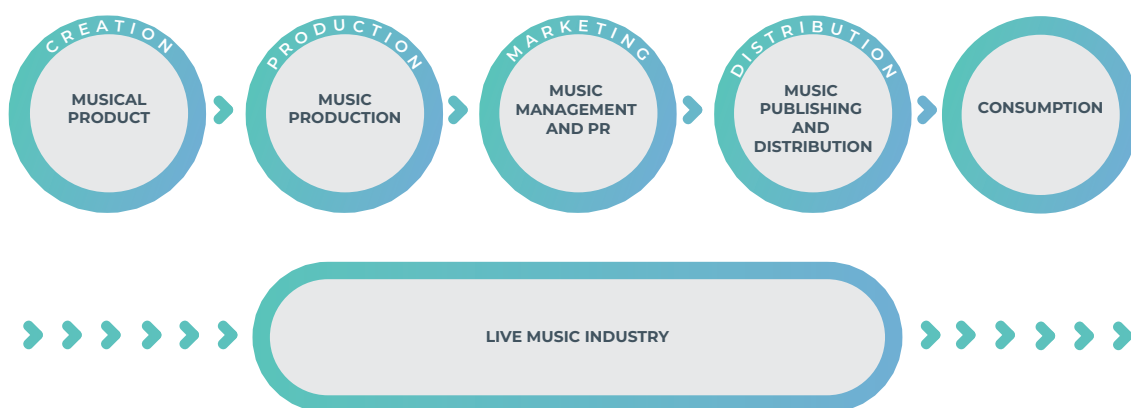 CREATION
MUSICAL
PRODUCT
PRODUCTION
MUSIC
PRODUCTION
MARKETING
MUSIC
MANAGEMENT
AND PR
DISTRIBUTION
MUSIC
PUBLISHING
AND
DISTRIBUTION
CONSUMPTION
LIVE MUSIC INDUSTRY